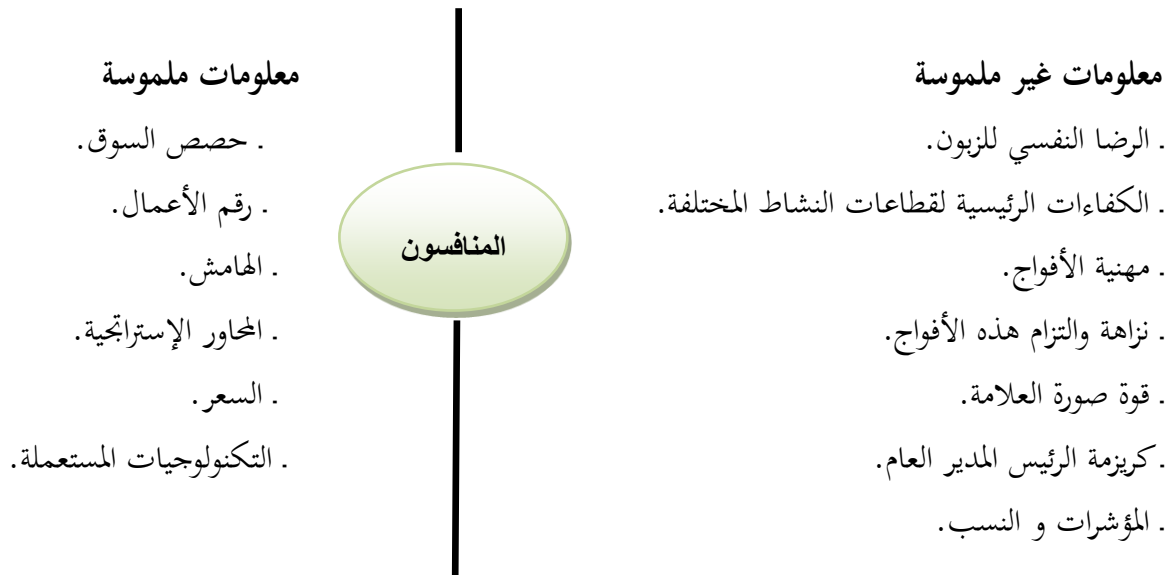 معلومات غير ملموسة
. الرضا النفسي للزبون.
. الكفاءات الرئيسية لقطاعات النشاط المختلفة.
. مهنية الأفواج.
. نزاهة والتزام هذه الأفواج.
. قوة صورة العلامة.
. كريزمة الرئيس المدير العام.
. المؤشرات و النسب.
المنافسون
معلومات ملموسة
. حصص السوق.
. رقم الأعمال.
. الهامش.
. المحاور الإستراتجية.
. السعر.
. التكنولوجيات المستعملة.